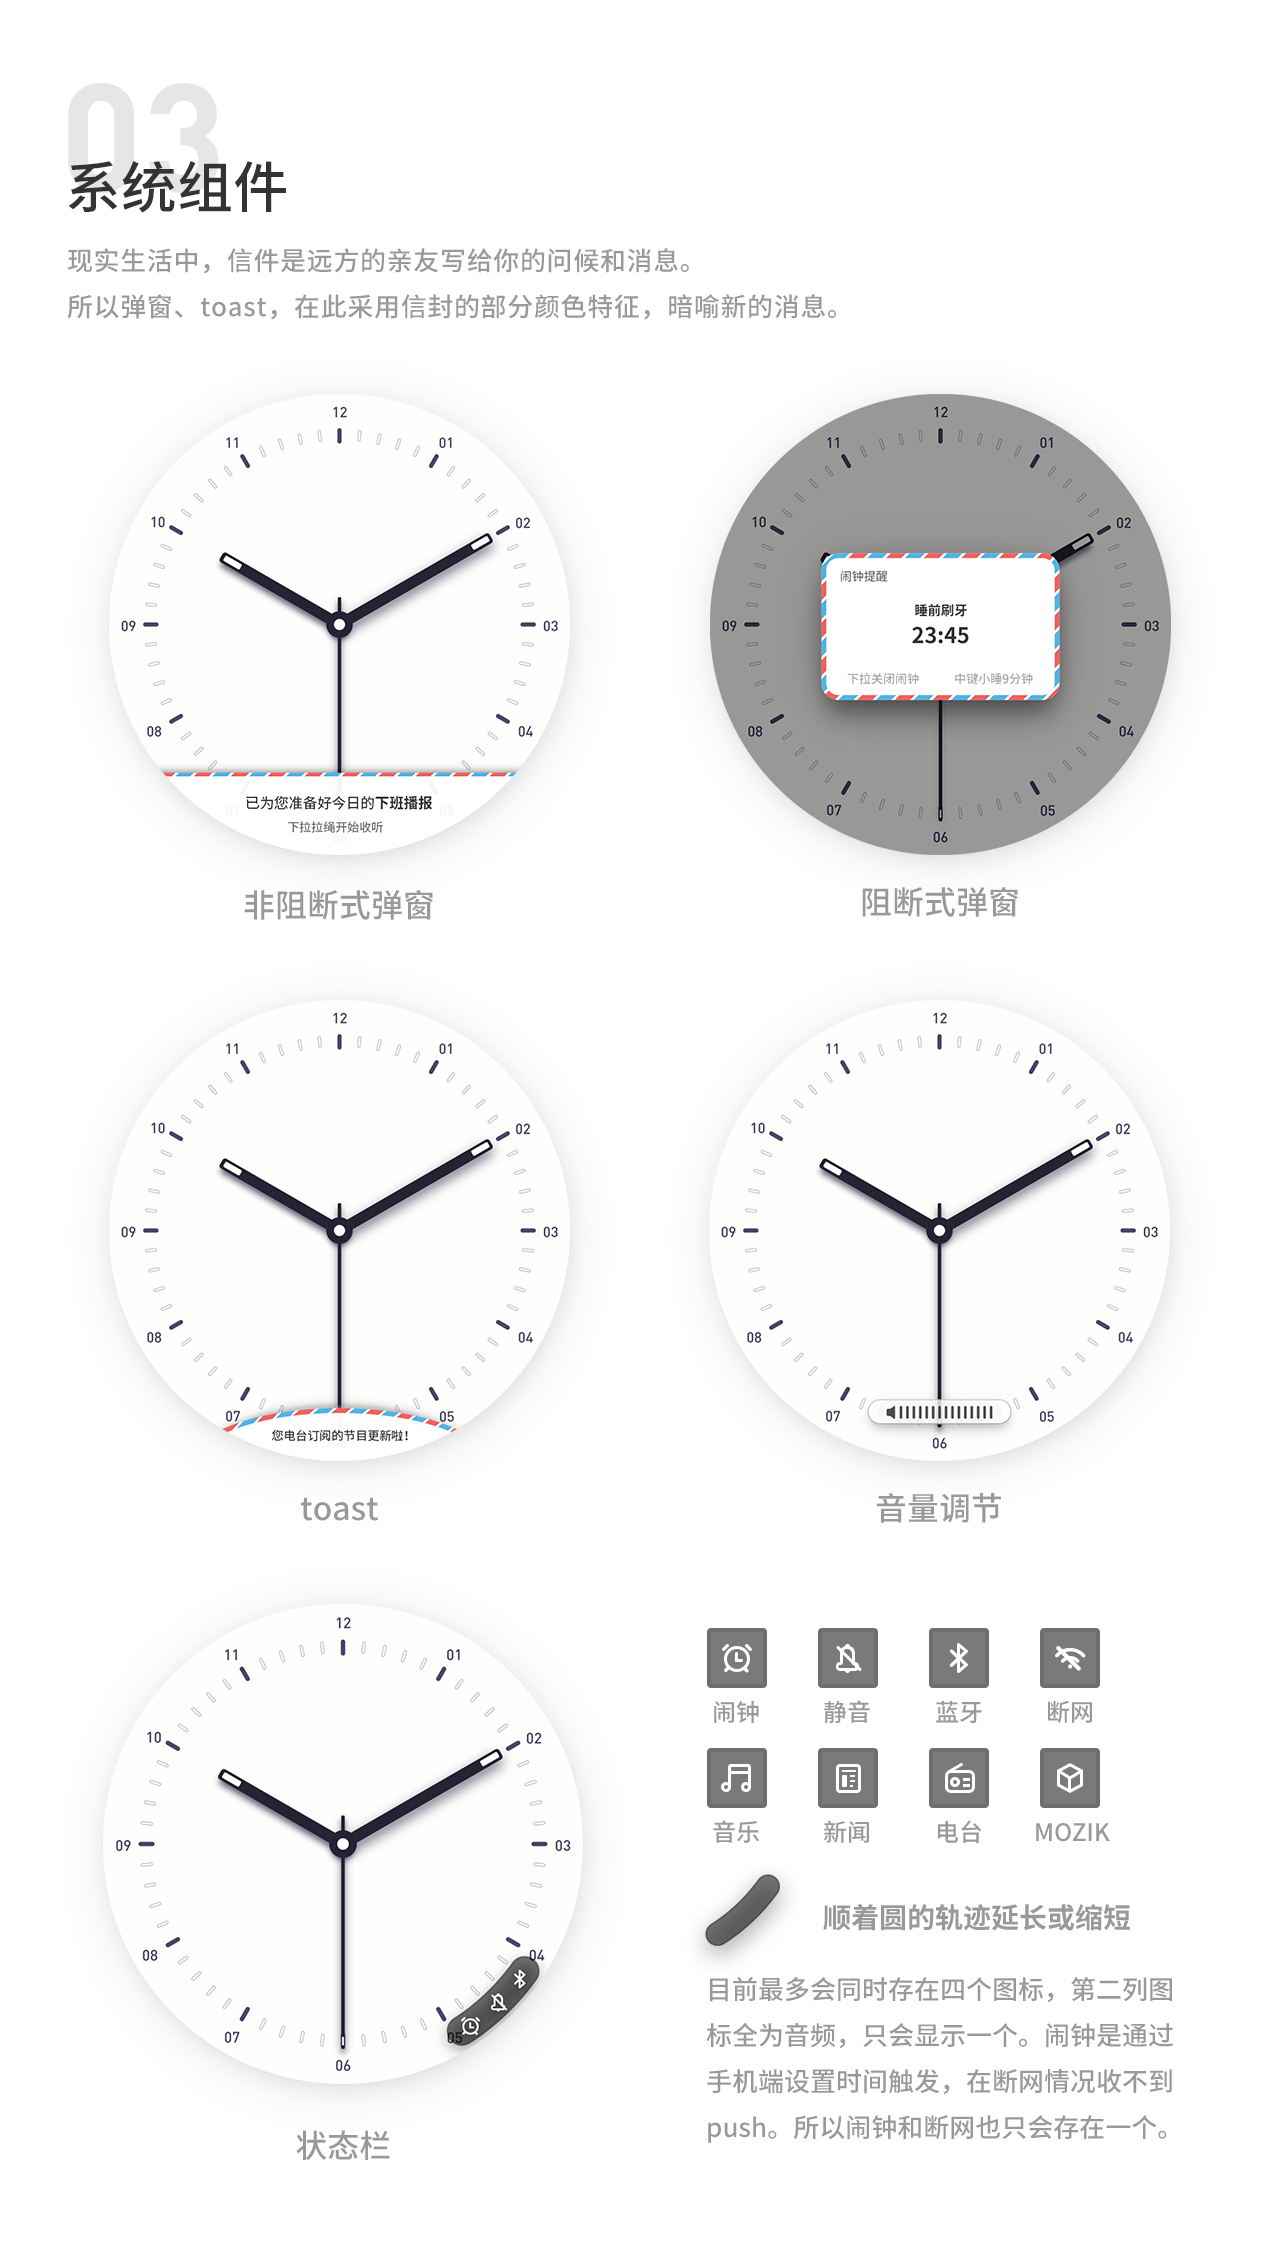 03
系统组件
现实生活中，信件是远方的亲友写给你的问候和消息。
所以弹窗、toast，在此采用信封的部分颜色特征，暗喻新的消息。
12
11
01
10
02
09
03
08
04
07
05
已为您准备好今日的下班播报
下拉拉绳开始收听
非阻断式弹窗
12
11
01
10
02
闹钟提醒
睡前刷牙
23:45
下拉关闭闹钟
中键小睡9分钟
09
03
08
04
07
05
06
阻断式弹窗
12
11
01
10
02
09
03
08
04
07
05
您电台订阅的节目更新啦！
toast
12
11
01
10
02
09
03
08
04
07
05
06
音量调节
12
11
01
10
02
09
03
08
04
07
05
06
状态栏
闹钟
静音
蓝牙
断网
音乐
新闻
电台
MOZIK
顺着圆的轨迹延长或缩短
目前最多会同时存在四个图标，第二列图
标全为音频，只会显示一个。闹钟是通过
手机端设置时间触发，在断网情况收不到
push。所以闹钟和断网也只会存在一个。